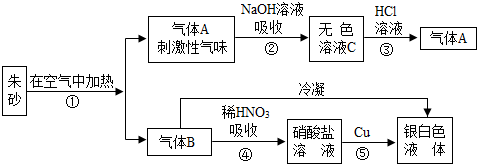 朱砂
在空气中加热
①
气体A
刺激性气味
NaOH溶液
吸收
②
无色
溶液C
HCl
溶液
③
气体A
气体B
冷凝
稀HNO₃
吸收
④
硝酸盐
溶液
Cu
⑤
银白色
液体